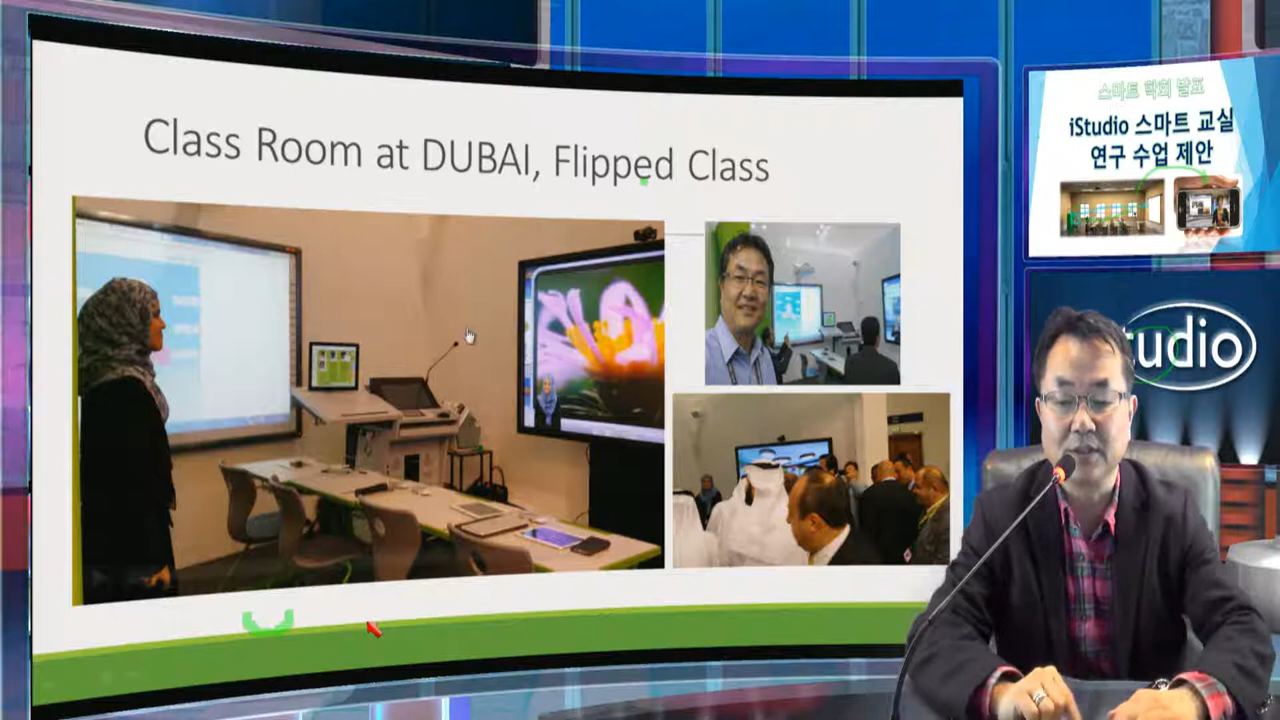 Class Room at DUBAI, Flipped Class
스마트 학회 발표
iStudio 스마트 교실
연구 수업 제안
tudio